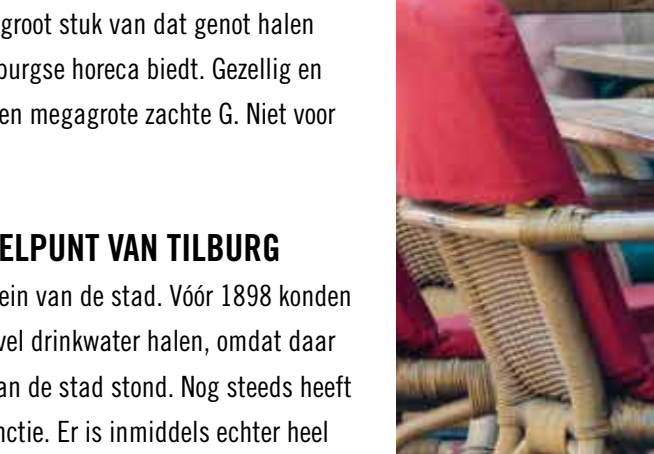 groot stuk van dat genot halen
burgse horeca biedt. Gezellig en
en megagrote zachte G. Niet voor
ELPUNT VAN TILBURG
ein van de stad. Vóór 1898 konden
vel drinkwater halen, omdat daar
an de stad stond. Nog steeds heeft
nctie. Er is inmiddels echter heel